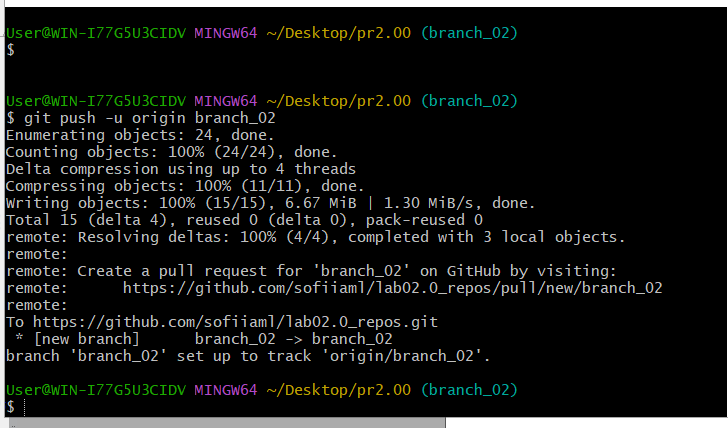 User@WIN-I77G5U3CIDV MINGW64 ~/Desktop/pr2.00 (branch_02)
$
User@WIN-I77G5U3CIDV MINGW64 ~/Desktop/pr2.00 (branch_02)
$ git push -u origin branch_02
Enumerating objects: 24, done.
Counting objects: 100% (24/24), done.
Delta compression using up to 4 threads
Compressing objects: 100% (11/11), done.
Writing objects: 100% (15/15), 6.67 MiB | 1.30 MiB/s, done.
Total 15 (delta 4), reused 0 (delta 0), pack-reused 0
remote: Resolving deltas: 100% (4/4), completed with 3 local objects.
remote:
remote: Create a pull request for 'branch_02' on GitHub by visiting:
remote:      https://github.com/sofiiaml/lab02.0_repos/pull/new/branch_02
remote:
To https://github.com/sofiiaml/lab02.0_repos.git
 * [new branch]      branch_02 -> branch_02
branch 'branch_02' set up to track 'origin/branch_02'.
User@WIN-I77G5U3CIDV MINGW64 ~/Desktop/pr2.00 (branch_02)
$